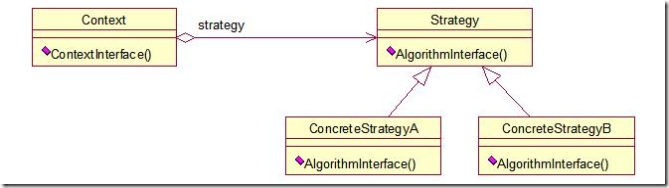 Context
ContextInterface()
strategy
Strategy
AlgorithmInterface()
ConcreteStrategyA
AlgorithmInterface()
ConcreteStrategyB
AlgorithmInterface()